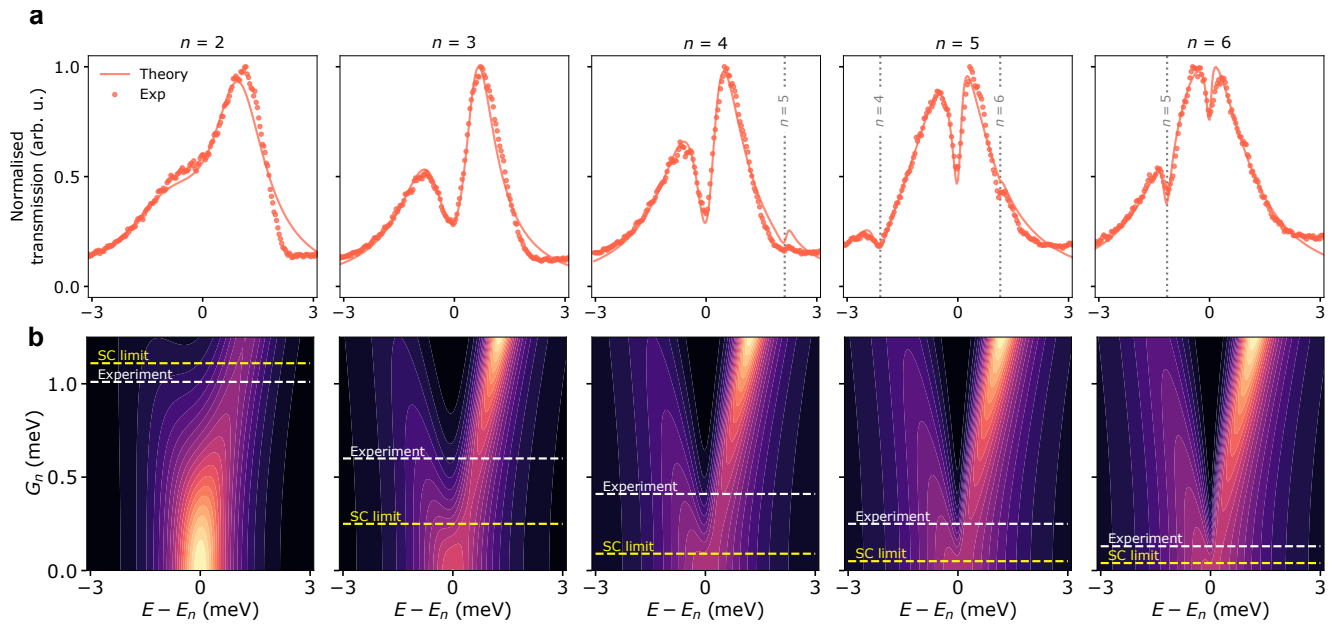 a
n = 2
n = 3
n = 4
n = 5
n = 6
Normalised
transmission (arb. u.)
1.0
0.5
0.0
Theory
Exp
n = 5
n = 4
n = 6
n = 5
−3 0 3
−3 0 3
−3 0 3
−3 0 3
−3 0 3
b
G_n (meV)
1.0
0.5
0.0
SC limit
Experiment
Experiment
SC limit
Experiment
SC limit
Experiment
SC limit
Experiment
SC limit
−3 0 3
−3 0 3
−3 0 3
−3 0 3
−3 0 3
E − E_n (meV)
E − E_n (meV)
E − E_n (meV)
E − E_n (meV)
E − E_n (meV)